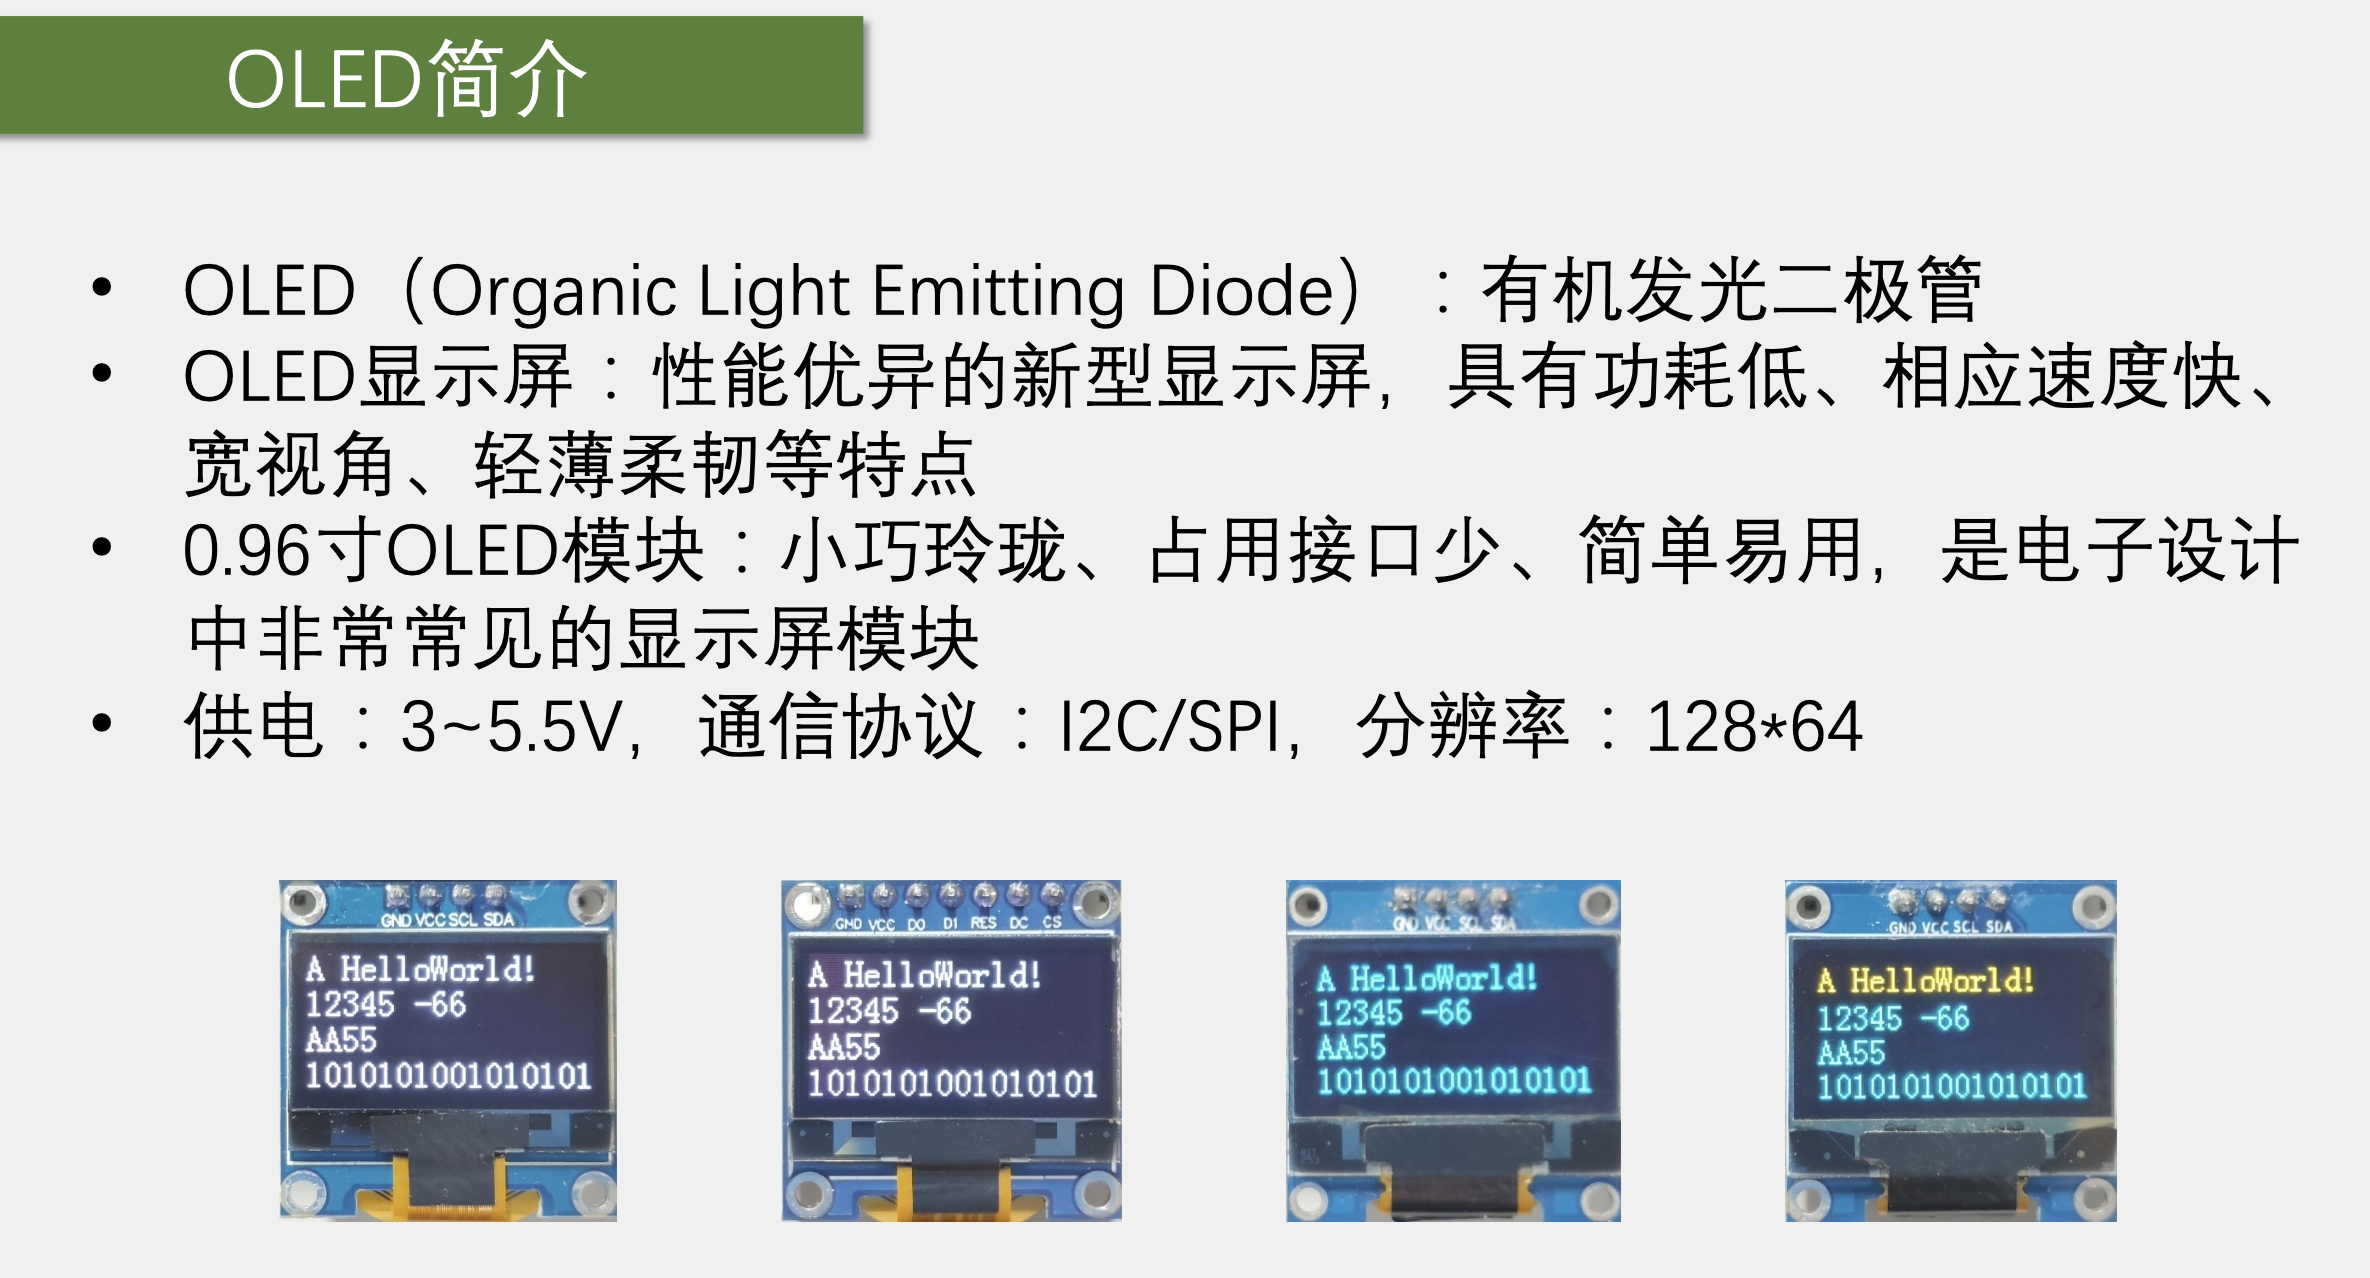 OLED简介
• OLED（Organic Light Emitting Diode）：有机发光二极管
• OLED显示屏：性能优异的新型显示屏，具有功耗低、相应速度快、
宽视角、轻薄柔韧等特点
• 0.96寸OLED模块：小巧玲珑、占用接口少、简单易用，是电子设计
中非常常见的显示屏模块
• 供电：3~5.5V，通信协议：I2C/SPI，分辨率：128*64
GND VCC SCL SDA
A HelloWorld!
12345 -66
AA55
1010101001010101
GND VCC D0 D1 RES DC CS
A HelloWorld!
12345 -66
AA55
1010101001010101
GND VCC SCL SDA
A HelloWorld!
12345 -66
AA55
1010101001010101
GND VCC SCL SDA
A HelloWorld!
12345 -66
AA55
1010101001010101